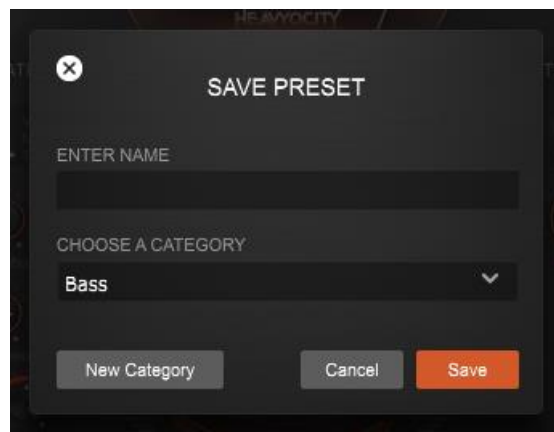 HEAVYOCITY
SAVE PRESET
ENTER NAME
CHOOSE A CATEGORY
Bass
New Category
Cancel
Save